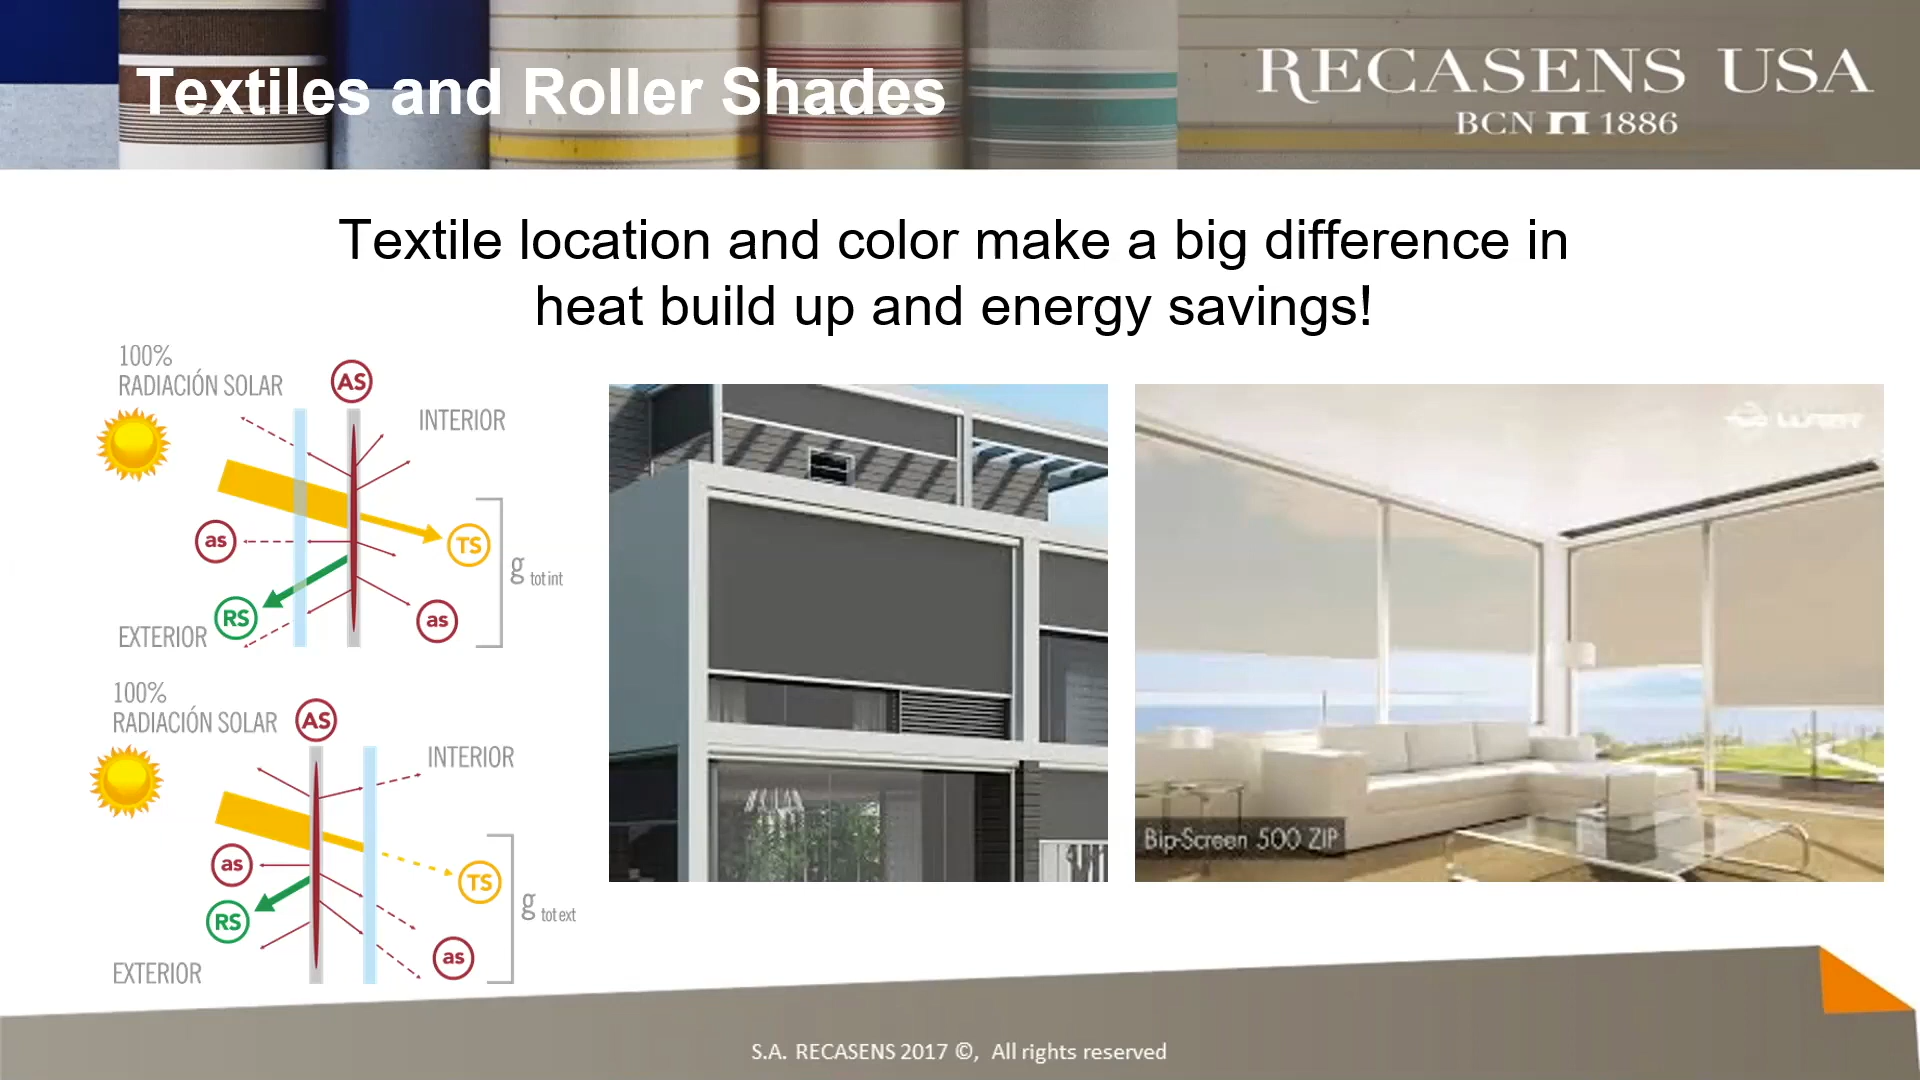 Textiles and Roller Shades
RECASENS USA
BCN 1886
Textile location and color make a big difference in
heat build up and energy savings!
100%
RADIACIÓN SOLAR
AS
INTERIOR
as
TS
g tot int
RS
as
EXTERIOR
100%
RADIACIÓN SOLAR
AS
INTERIOR
as
TS
RS
g tot ext
as
EXTERIOR
Bip-Screen 500 ZIP
S.A. RECASENS 2017 ©, All rights reserved